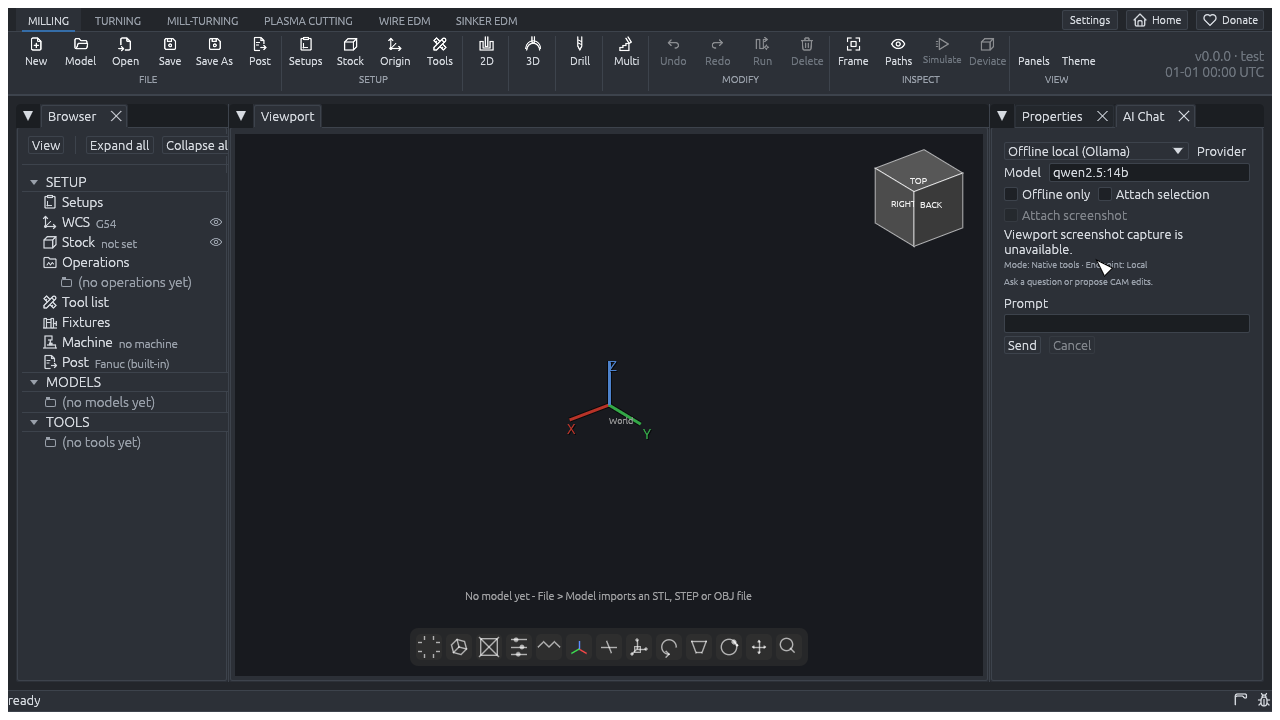 MILLING TURNING MILL-TURNING PLASMA CUTTING WIRE EDM SINKER EDM Settings Home Donate
New Model Open Save Save As Post Setups Stock Origin Tools 2D 3D Drill Multi Undo Redo Run Delete Frame Paths Simulate Deviate Panels Theme
FILE SETUP MODIFY INSPECT VIEW
v0.0.0 · test
01-01 00:00 UTC
Browser Viewport Properties AI Chat
View Expand all Collapse al
SETUP
Setups
WCS G54
Stock not set
Operations
(no operations yet)
Tool list
Fixtures
Machine no machine
Post Fanuc (built-in)
MODELS
(no models yet)
TOOLS
(no tools yet)
TOP
RIGHT BACK
Z
World
X
Y
No model yet - File > Model imports an STL, STEP or OBJ file
Offline local (Ollama) Provider
Model qwen2.5:14b
Offline only Attach selection
Attach screenshot
Viewport screenshot capture is
unavailable.
Mode: Native tools · Endpoint: Local
Ask a question or propose CAM edits.
Prompt
Send Cancel
ready